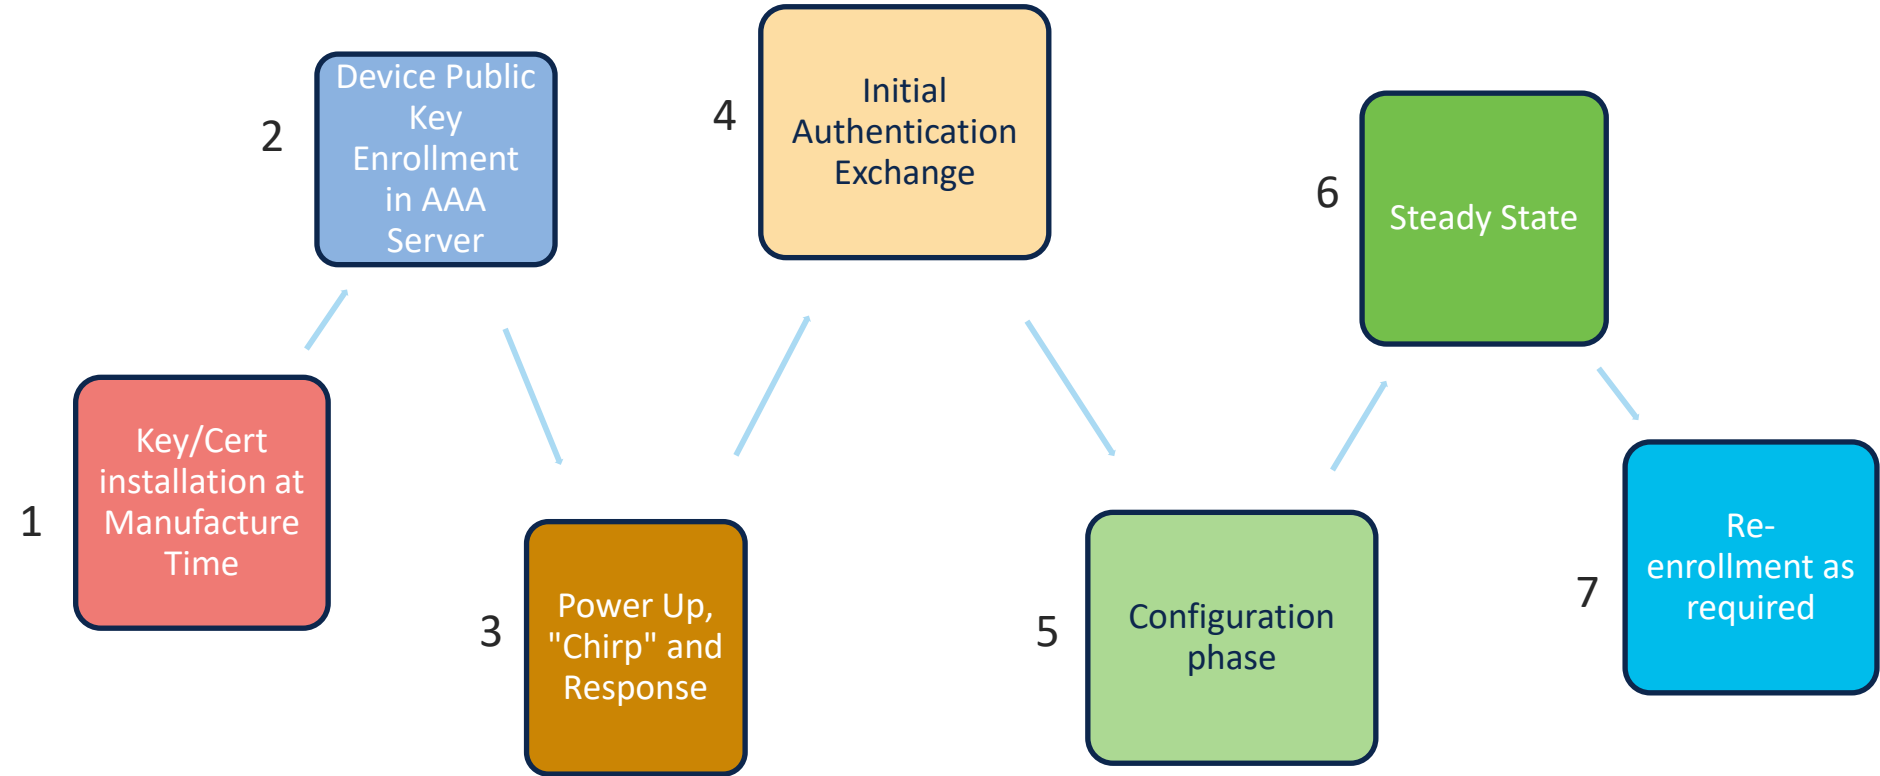 1
Key/Cert
installation at
Manufacture
Time
2
Device Public
Key
Enrollment
in AAA
Server
3
Power Up,
"Chirp" and
Response
4
Initial
Authentication
Exchange
5
Configuration
phase
6
Steady State
7
Re-
enrollment as
required